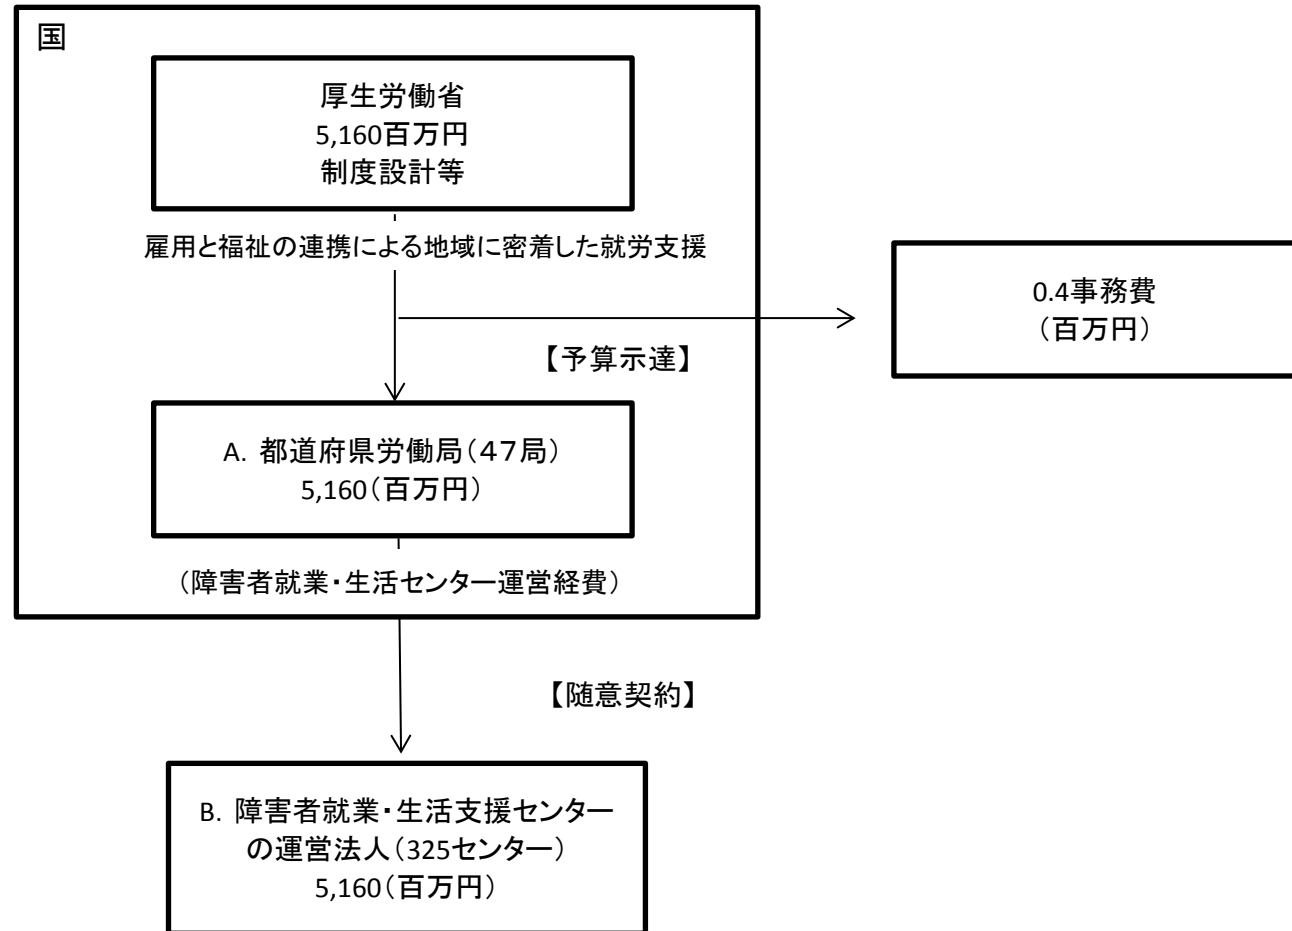 国
厚生労働省
5,160百万円
制度設計等
雇用と福祉の連携による地域に密着した就労支援
0.4事務費
（百万円）
【予算示達】
A. 都道府県労働局（４７局）
5,160（百万円）
（障害者就業・生活センター運営経費）
【随意契約】
B. 障害者就業・生活支援センター
の運営法人（325センター）
5,160（百万円）